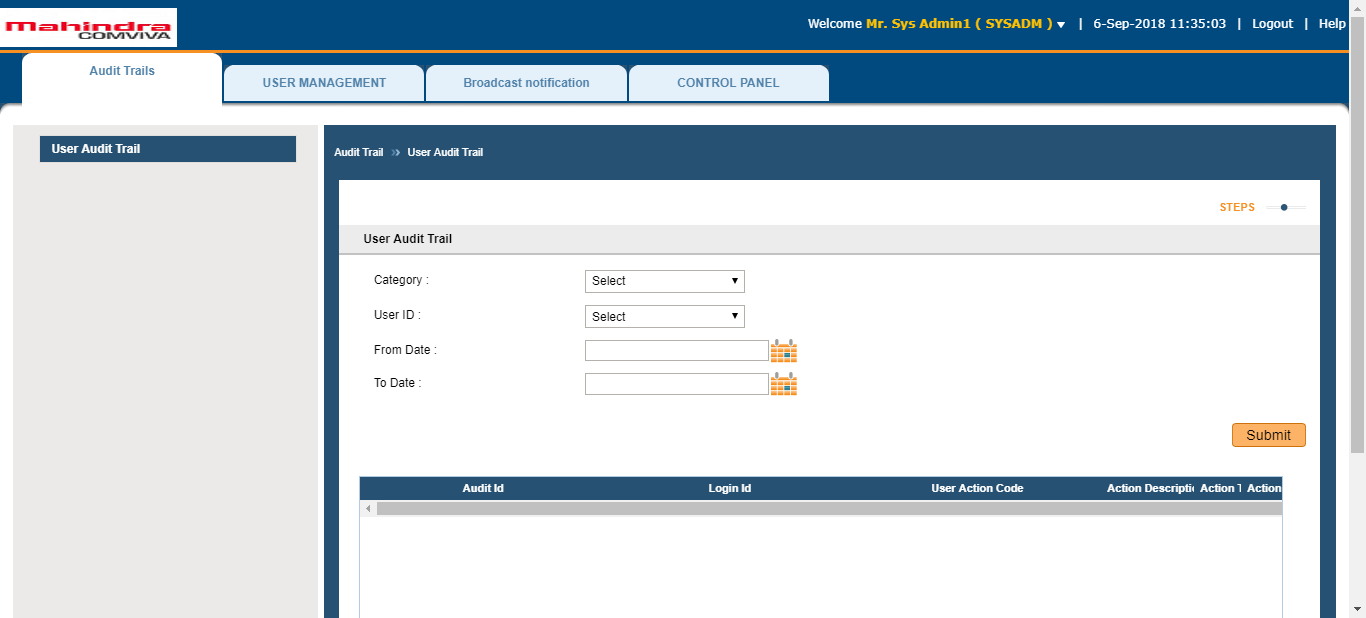 mahindra
COMVIVA
Welcome Mr. Sys Admin1 ( SYSADM ) | 6-Sep-2018 11:35:03 | Logout | Help
Audit Trails
USER MANAGEMENT
Broadcast notification
CONTROL PANEL
User Audit Trail
Audit Trail » User Audit Trail
STEPS
User Audit Trail
Category : Select
User ID : Select
From Date :
To Date :
Submit
Audit Id Login Id User Action Code Action Descriptic Action T Action